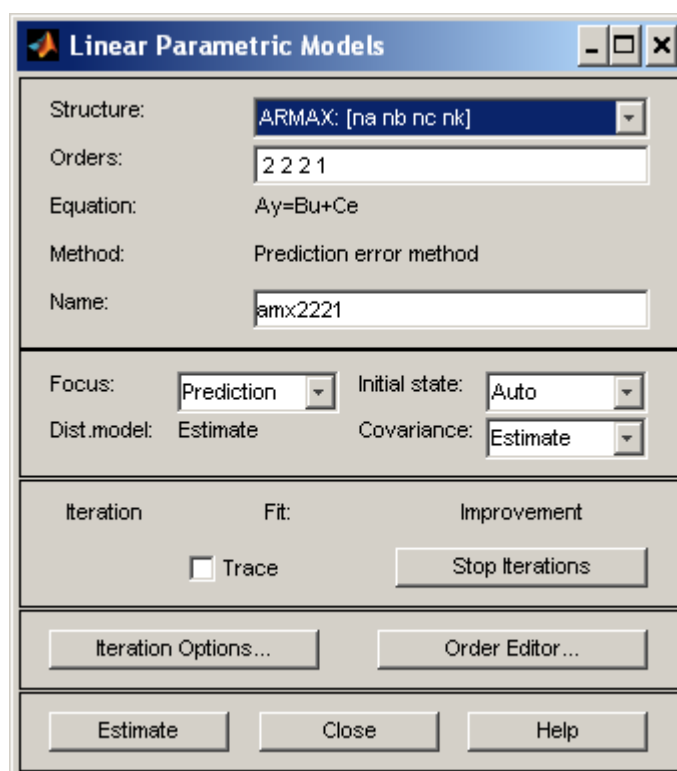 Linear Parametric Models
Structure: ARMAX: [na nb nc nk]
Orders: 2 2 2 1
Equation: Ay=Bu+Ce
Method: Prediction error method
Name: amx2221
Focus: Prediction Initial state: Auto
Dist.model: Estimate Covariance: Estimate
Iteration Fit: Improvement
Trace Stop Iterations
Iteration Options... Order Editor...
Estimate Close Help